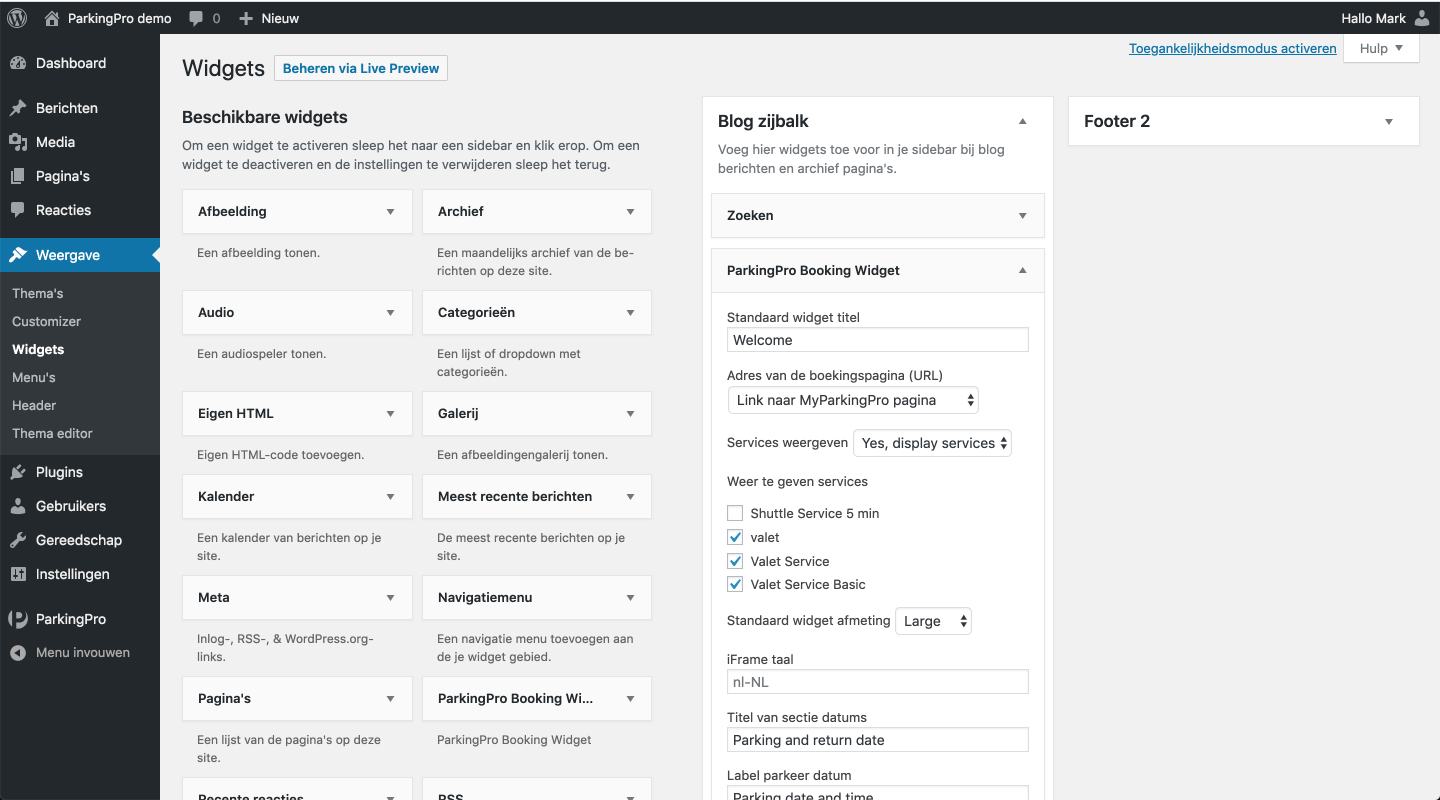 ParkingPro demo
0
Nieuw
Hallo Mark
Dashboard
Berichten
Media
Pagina's
Reacties
Weergave
Thema's
Customizer
Widgets
Menu's
Header
Thema editor
Plugins
Gebruikers
Gereedschap
Instellingen
ParkingPro
Menu invouwen
Toegankelijkheidsmodus activeren
Hulp
Widgets
Beheren via Live Preview
Beschikbare widgets
Om een widget te activeren sleep het naar een sidebar en klik erop. Om een
widget te deactiveren en de instellingen te verwijderen sleep het terug.
Afbeelding
Een afbeelding tonen.
Archief
Een maandelijks archief van de be-
richten op deze site.
Audio
Een audiospeler tonen.
Categorieën
Een lijst of dropdown met
categorieën.
Eigen HTML
Eigen HTML-code toevoegen.
Galerij
Een afbeeldingengalerij tonen.
Kalender
Een kalender van berichten op je
site.
Meest recente berichten
De meest recente berichten op je
site.
Meta
Inlog-, RSS-, & WordPress.org-
links.
Navigatiemenu
Een navigatie menu toevoegen aan
de je widget gebied.
Pagina's
Een lijst van de pagina's op deze
site.
ParkingPro Booking Wi...
ParkingPro Booking Widget
Recente reacties
RSS
Blog zijbalk
Voeg hier widgets toe voor in je sidebar bij blog
berichten en archief pagina's.
Zoeken
ParkingPro Booking Widget
Standaard widget titel
Welcome
Adres van de boekingspagina (URL)
Link naar MyParkingPro pagina
Services weergeven
Yes, display services
Weer te geven services
Shuttle Service 5 min
valet
Valet Service
Valet Service Basic
Standaard widget afmeting
Large
iFrame taal
nl-NL
Titel van sectie datums
Parking and return date
Label parkeer datum
Parking date and time
Footer 2